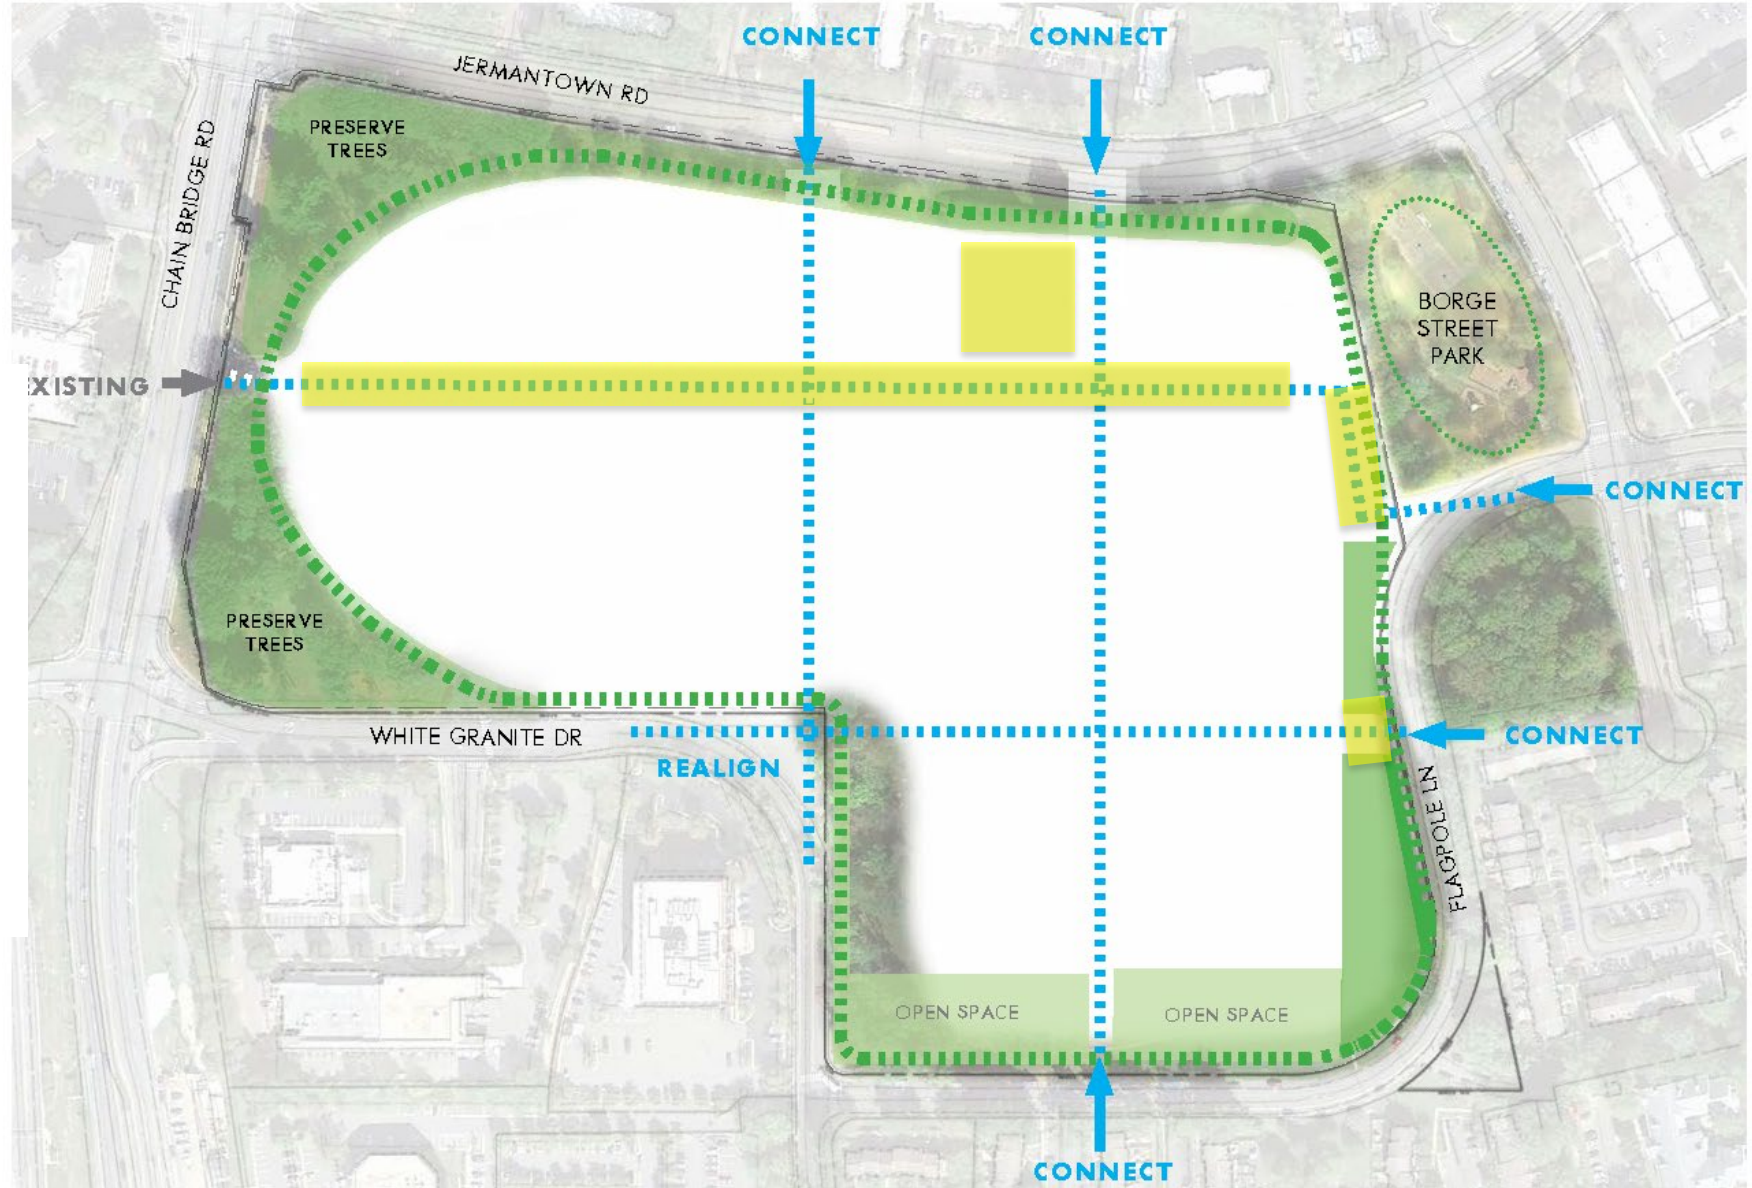 CONNECT
CONNECT
JERMANTOWN RD
PRESERVE
TREES
CHAIN BRIDGE RD
BORGE
STREET
PARK
EXISTING
CONNECT
PRESERVE
TREES
WHITE GRANITE DR
CONNECT
REALIGN
FLAGPOLE LN
OPEN SPACE
OPEN SPACE
CONNECT